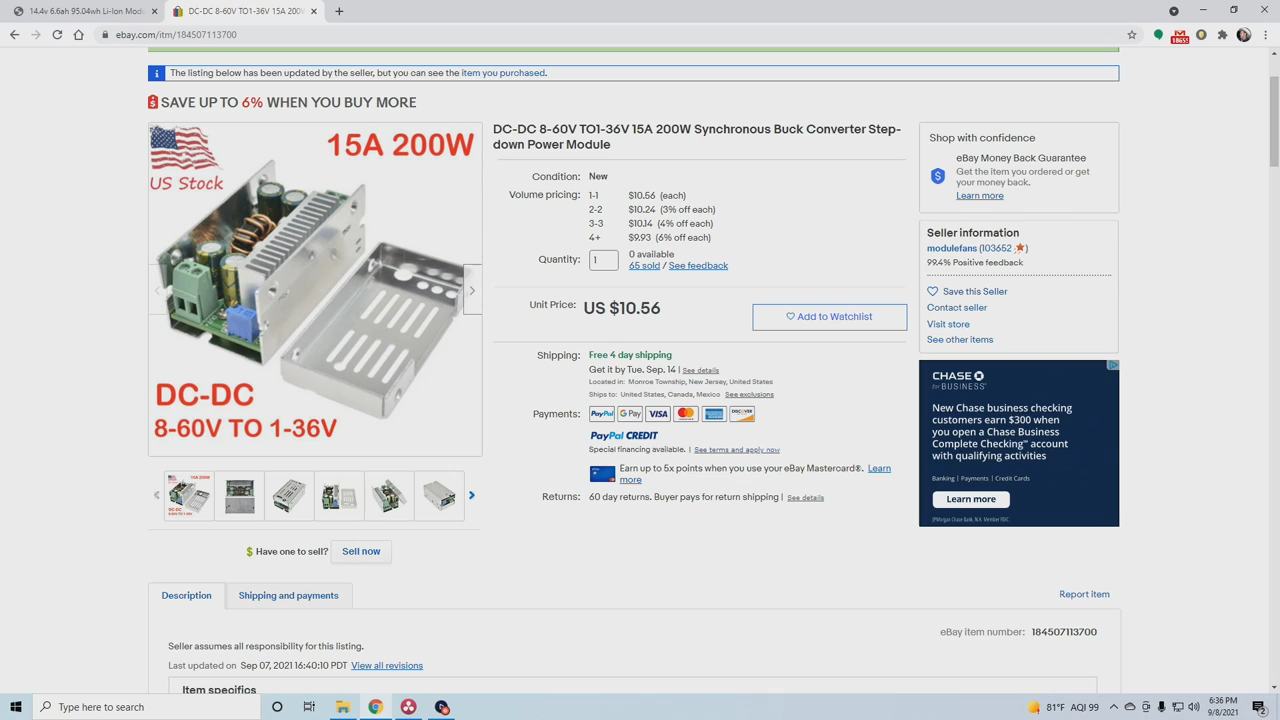 14.4v 6.6ah 95.04wh Li-Ion Mod
DC-DC 8-60V TO1-36V 15A 200V
ebay.com/itm/184507113700
The listing below has been updated by the seller, but you can see the item you purchased.
SAVE UP TO 6% WHEN YOU BUY MORE
US Stock
15A 200W
DC-DC
8-60V TO 1-36V
DC-DC 8-60V TO1-36V 15A 200W Synchronous Buck Converter Step-
down Power Module
Condition: New
Volume pricing: 1-1 $10.56 (each)
2-2 $10.24 (3% off each)
3-3 $10.14 (4% off each)
4+ $9.93 (6% off each)
Quantity: 1 0 available
65 sold / See feedback
Unit Price: US $10.56
Add to Watchlist
Shipping: Free 4 day shipping
Get it by Tue. Sep. 14 | See details
Located in: Monroe Township, New Jersey, United States
Ships to: United States, Canada, Mexico See exclusions
Payments: PayPal G Pay VISA
DISCOVER
PayPal CREDIT
Special financing available. | See terms and apply now
Earn up to 5x points when you use your eBay Mastercard®. Learn
more
Returns: 60 day returns. Buyer pays for return shipping | See details
Shop with confidence
eBay Money Back Guarantee
Get the item you ordered or get
your money back.
Learn more
Seller information
modulefans (103652)
99.4% Positive feedback
Save this Seller
Contact seller
Visit store
See other items
CHASE
for BUSINESS
New Chase business checking
customers earn $300 when
you open a Chase Business
Complete Checking℠ account
with qualifying activities
Banking | Payments | Credit Cards
Learn more
JPMorgan Chase Bank, N.A. Member FDIC
Have one to sell? Sell now
Description
Shipping and payments
Report item
eBay item number: 184507113700
Seller assumes all responsibility for this listing.
Last updated on Sep 07, 2021 16:40:10 PDT View all revisions
Item specifics
Type here to search
81°F AQI 99
6:36 PM
9/8/2021
2